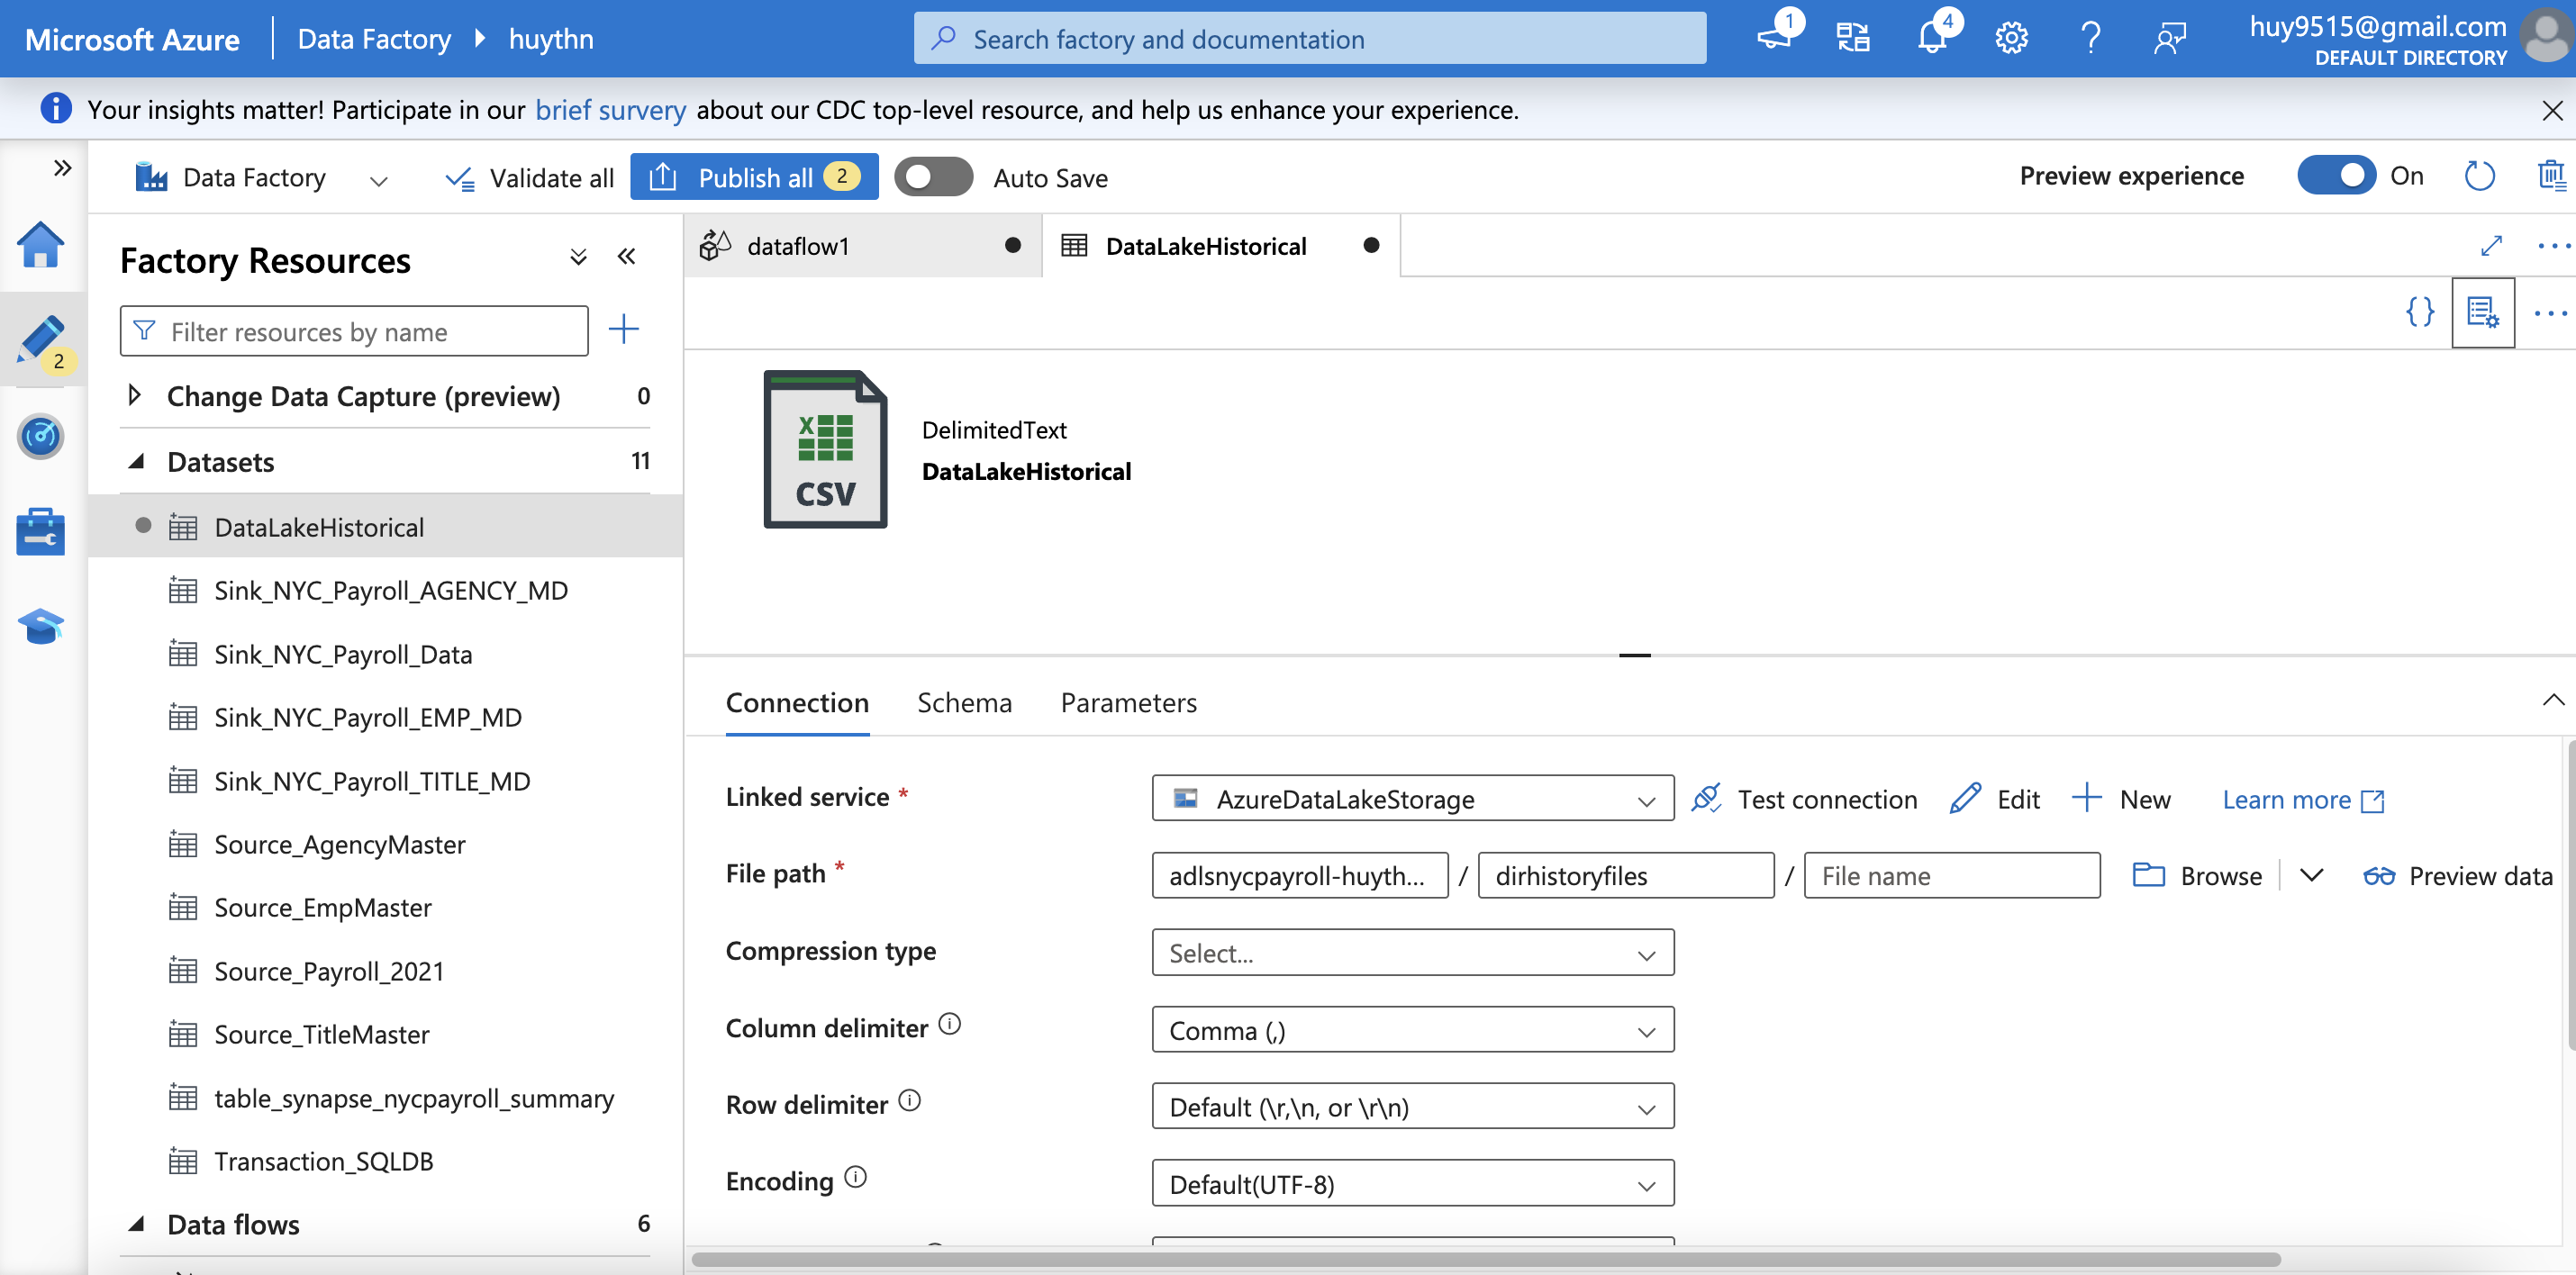 Microsoft Azure
Data Factory
huythn
Search factory and documentation
1
4
huy9515@gmail.com
DEFAULT DIRECTORY
Your insights matter! Participate in our brief survery about our CDC top-level resource, and help us enhance your experience.
Data Factory
Validate all
Publish all 2
Auto Save
Preview experience
On
2
Factory Resources
Filter resources by name
Change Data Capture (preview) 0
Datasets 11
DataLakeHistorical
Sink_NYC_Payroll_AGENCY_MD
Sink_NYC_Payroll_Data
Sink_NYC_Payroll_EMP_MD
Sink_NYC_Payroll_TITLE_MD
Source_AgencyMaster
Source_EmpMaster
Source_Payroll_2021
Source_TitleMaster
table_synapse_nycpayroll_summary
Transaction_SQLDB
Data flows 6
dataflow1
DataLakeHistorical
{}
X
CSV
DelimitedText
DataLakeHistorical
Connection
Schema
Parameters
Linked service *
AzureDataLakeStorage
Test connection
Edit
New
Learn more
File path *
adlsnycpayroll-huyth... / dirhistoryfiles / File name
Browse
Preview data
Compression type
Select...
Column delimiter
Comma (,)
Row delimiter
Default (\r,\n, or \r\n)
Encoding
Default(UTF-8)